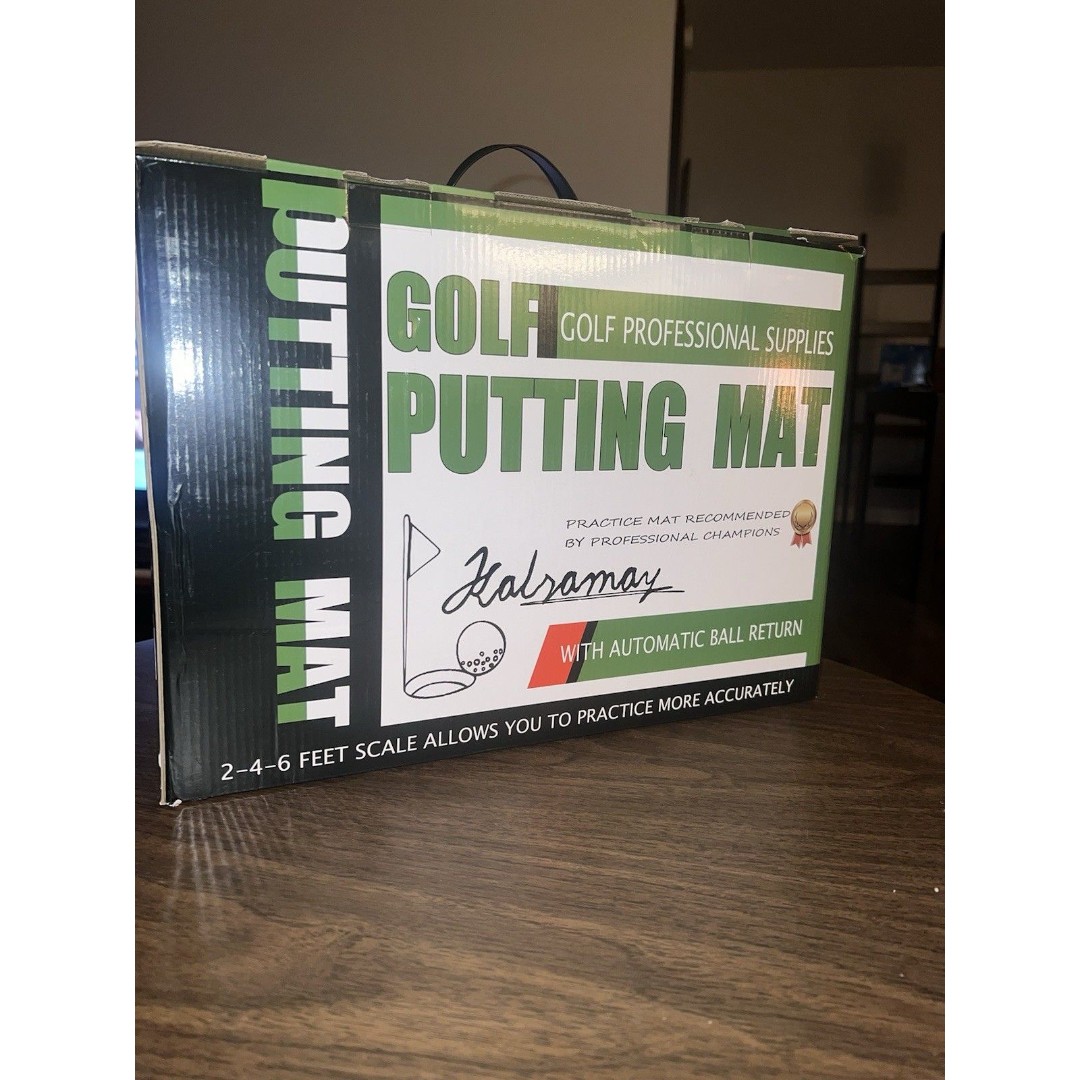 PUTTING MAT
GOLF
GOLF PROFESSIONAL SUPPLIES
PUTTING MAT
PRACTICE MAT RECOMMENDED
BY PROFESSIONAL CHAMPIONS
Kalsamay
WITH AUTOMATIC BALL RETURN
2-4-6 FEET SCALE ALLOWS YOU TO PRACTICE MORE ACCURATELY